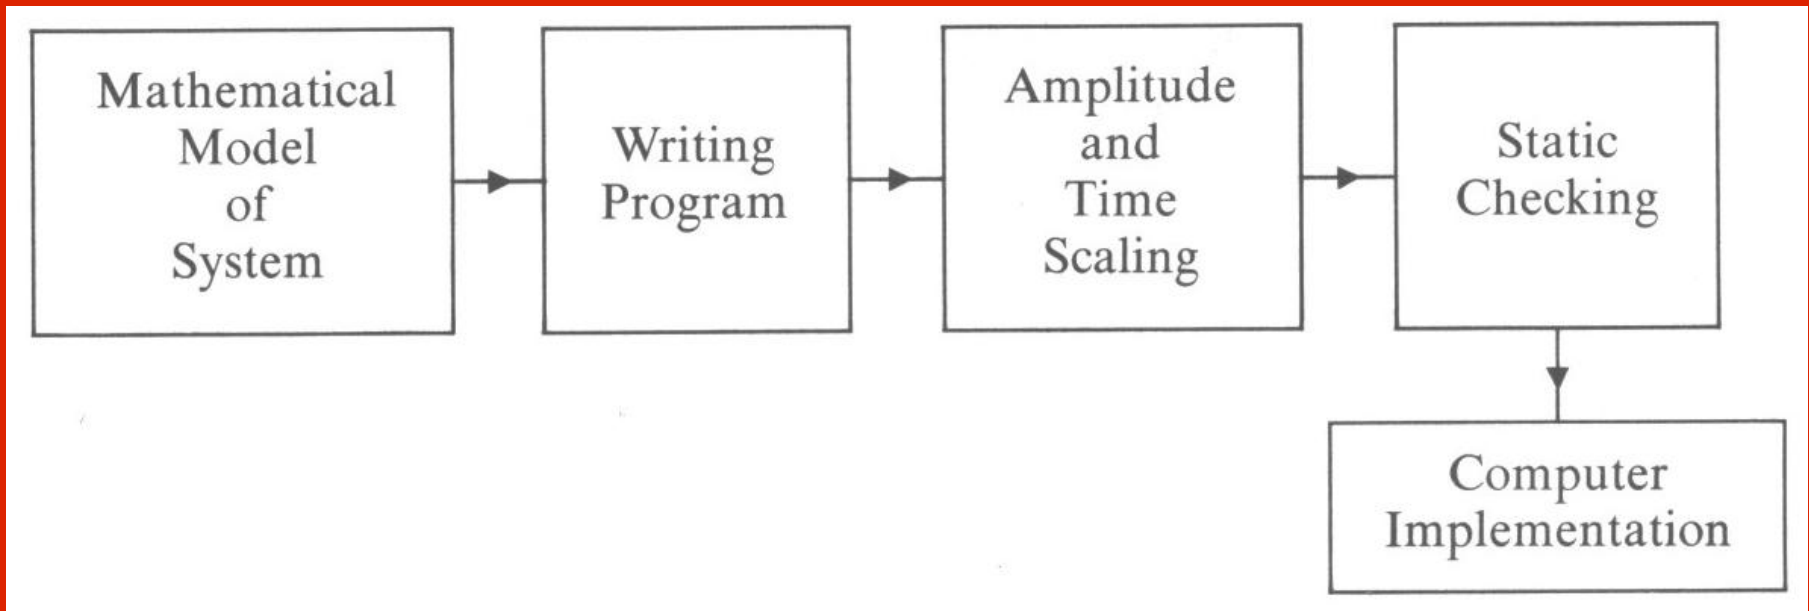 Mathematical
Model
of
System
Writing
Program
Amplitude
and
Time
Scaling
Static
Checking
Computer
Implementation